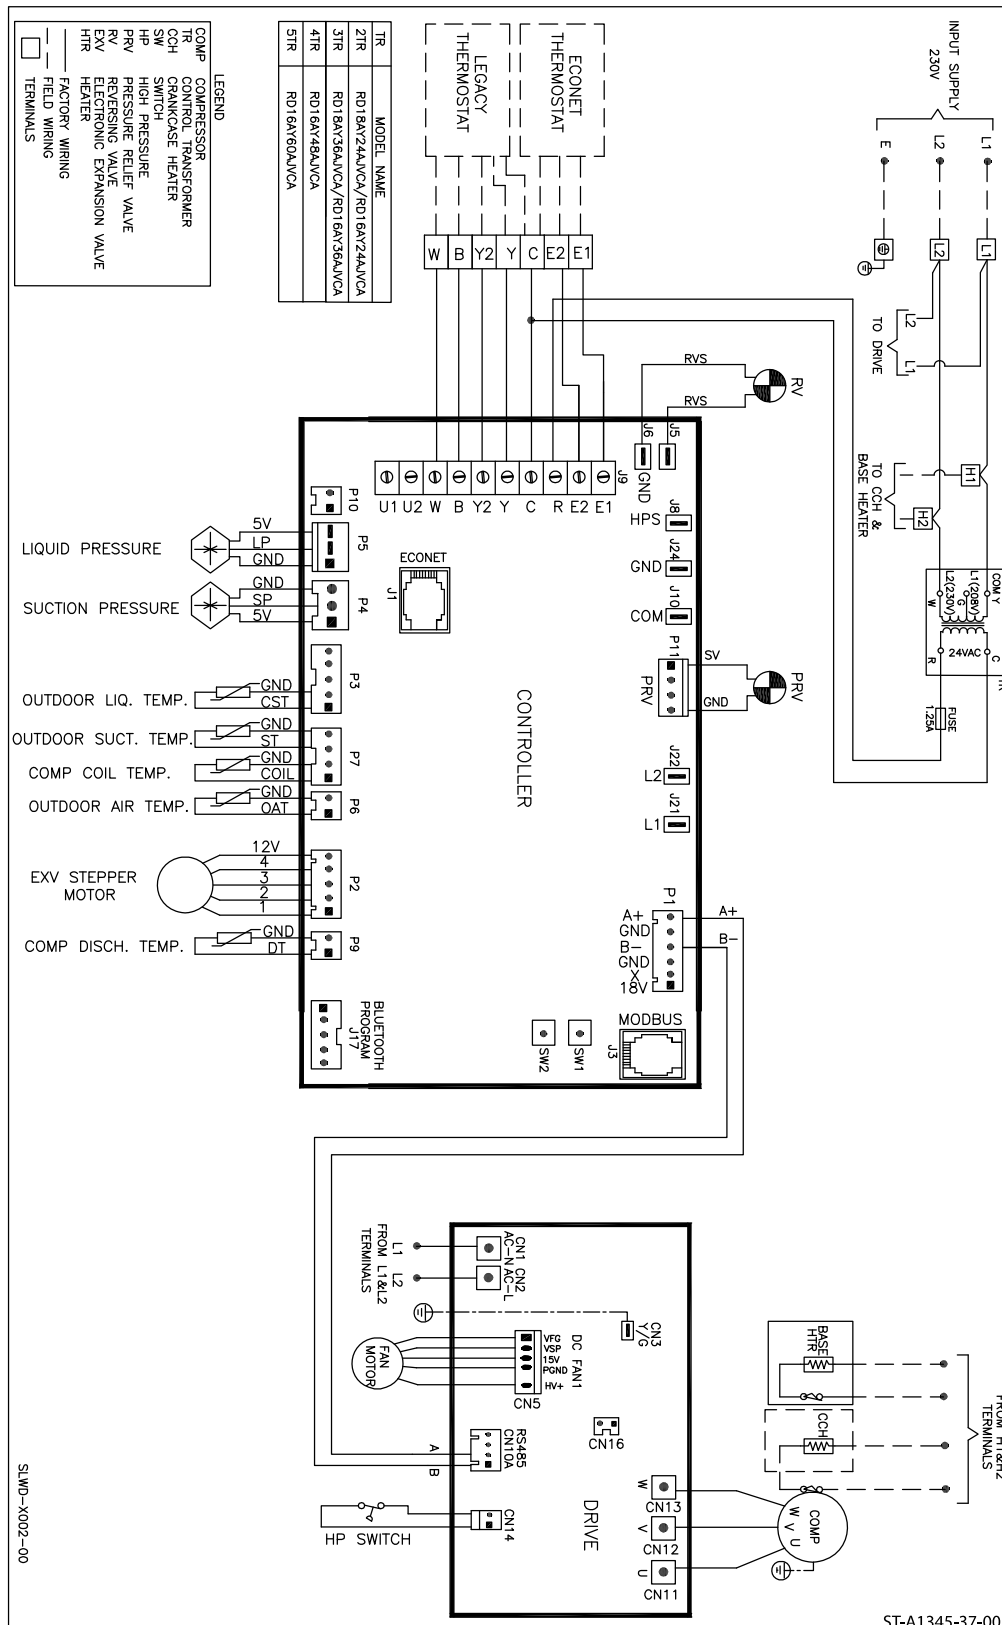 INPUT SUPPLY
230V
L1
L2
E
L1
L2
TO DRIVE
L2
L1
TO CCH &
BASE HEATER
H1
H2
COM Y
L1(208V)
L2(230V)
G
W
24VAC
R
C
FUSE
1.25A
ECONET
THERMOSTAT
LEGACY
THERMOSTAT
W
B
Y2
Y
C
E2
E1
TR
MODEL NAME
2TR
RD18AY24AJVCA/RD16AY24AJVCA
3TR
RD18AY36AJVCA/RD16AY36AJVCA
4TR
RD16AY48AJVCA
5TR
RD16AY60AJVCA
LEGEND
COMP COMPRESSOR
TR CONTROL TRANSFORMER
CCH CRANKCASE HEATER
SW SWITCH
HP HIGH PRESSURE
PRV PRESSURE RELIEF VALVE
RV REVERSING VALVE
EXV ELECTRONIC EXPANSION VALVE
HTR HEATER
FACTORY WIRING
FIELD WIRING
TERMINALS
RVS
RVS
RV
J6
J5
GND
J9
U1
U2
W
B
Y2
Y
C
R
E2
E1
J8
HPS
J24
GND
J10
COM
P11
PRV
SV
GND
PRV
J22
L2
J21
L1
P1
A+
GND
B-
GND
X
18V
A+
B-
MODBUS
J3
SW1
SW2
CONTROLLER
ECONET
J1
P10
P5
5V
LP
GND
LIQUID PRESSURE
P4
GND
SP
5V
SUCTION PRESSURE
P3
GND
CST
OUTDOOR LIQ. TEMP.
P7
GND
ST
OUTDOOR SUCT. TEMP.
GND
COIL
COMP COIL TEMP.
P6
GND
OAT
OUTDOOR AIR TEMP.
P2
12V
4
3
2
1
EXV STEPPER
MOTOR
P9
GND
DT
COMP DISCH. TEMP.
BLUETOOTH
PROGRAM
J17
L1
L2
FROM L1&L2
TERMINALS
CN1
AC-N
CN2
AC-L
CN3
Y/G
DC FAN1
VFG
VSP
15V
PGND
HV+
CN5
FAN
MOTOR
CN16
RS485
CN10A
A
B
CN14
HP SWITCH
DRIVE
W
CN13
V
CN12
U
CN11
COMP
W
V
U
BASE
HTR
CCH
FROM H1&H2
TERMINALS
SLWD-X002-00
ST-A1345-37-00